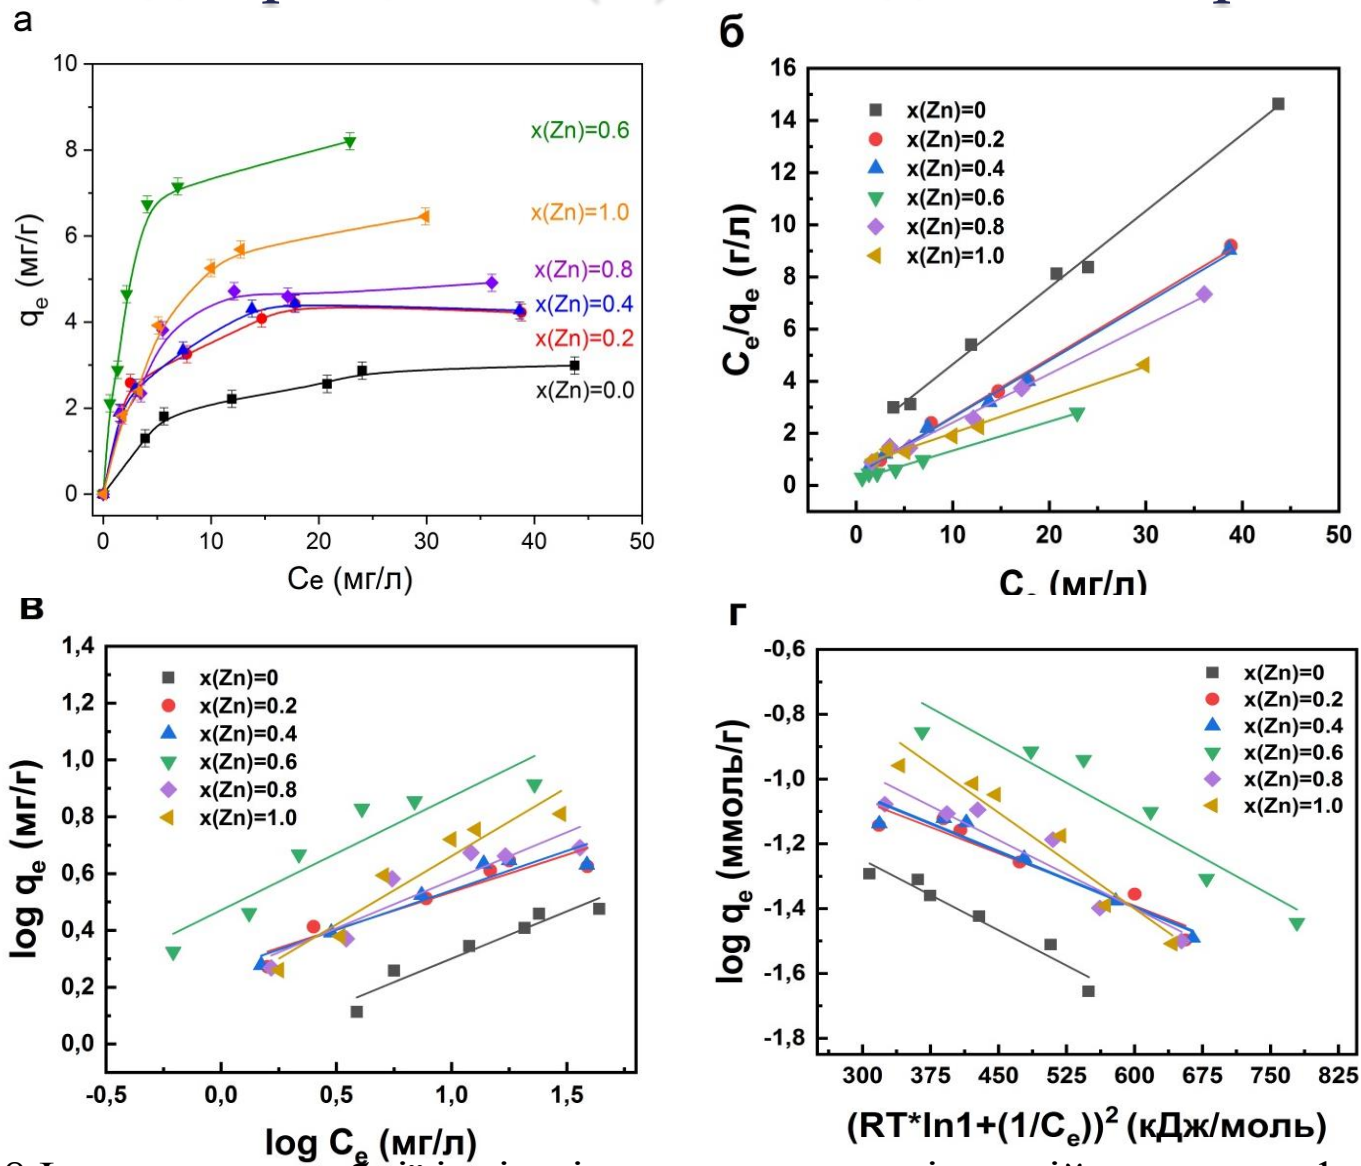 а
10
8
6
4
2
0
qₑ (мг/г)
x(Zn)=0.6
x(Zn)=1.0
x(Zn)=0.8
x(Zn)=0.4
x(Zn)=0.2
x(Zn)=0.0
0 10 20 30 40 50
Ce (мг/л)
б
16
14
12
10
8
6
4
2
0
Cₑ/qₑ (г/л)
x(Zn)=0
x(Zn)=0.2
x(Zn)=0.4
x(Zn)=0.6
x(Zn)=0.8
x(Zn)=1.0
0 10 20 30 40 50
Cₑ (мг/л)
в
1,4
1,2
1,0
0,8
0,6
0,4
0,2
0,0
log qₑ (мг/г)
x(Zn)=0
x(Zn)=0.2
x(Zn)=0.4
x(Zn)=0.6
x(Zn)=0.8
x(Zn)=1.0
-0,5 0,0 0,5 1,0 1,5
log Cₑ (мг/л)
г
-0,6
-0,8
-1,0
-1,2
-1,4
-1,6
-1,8
log qₑ (ммоль/г)
x(Zn)=0
x(Zn)=0.2
x(Zn)=0.4
x(Zn)=0.6
x(Zn)=0.8
x(Zn)=1.0
300 375 450 525 600 675 750 825
(RT*ln1+(1/Cₑ))² (кДж/моль)